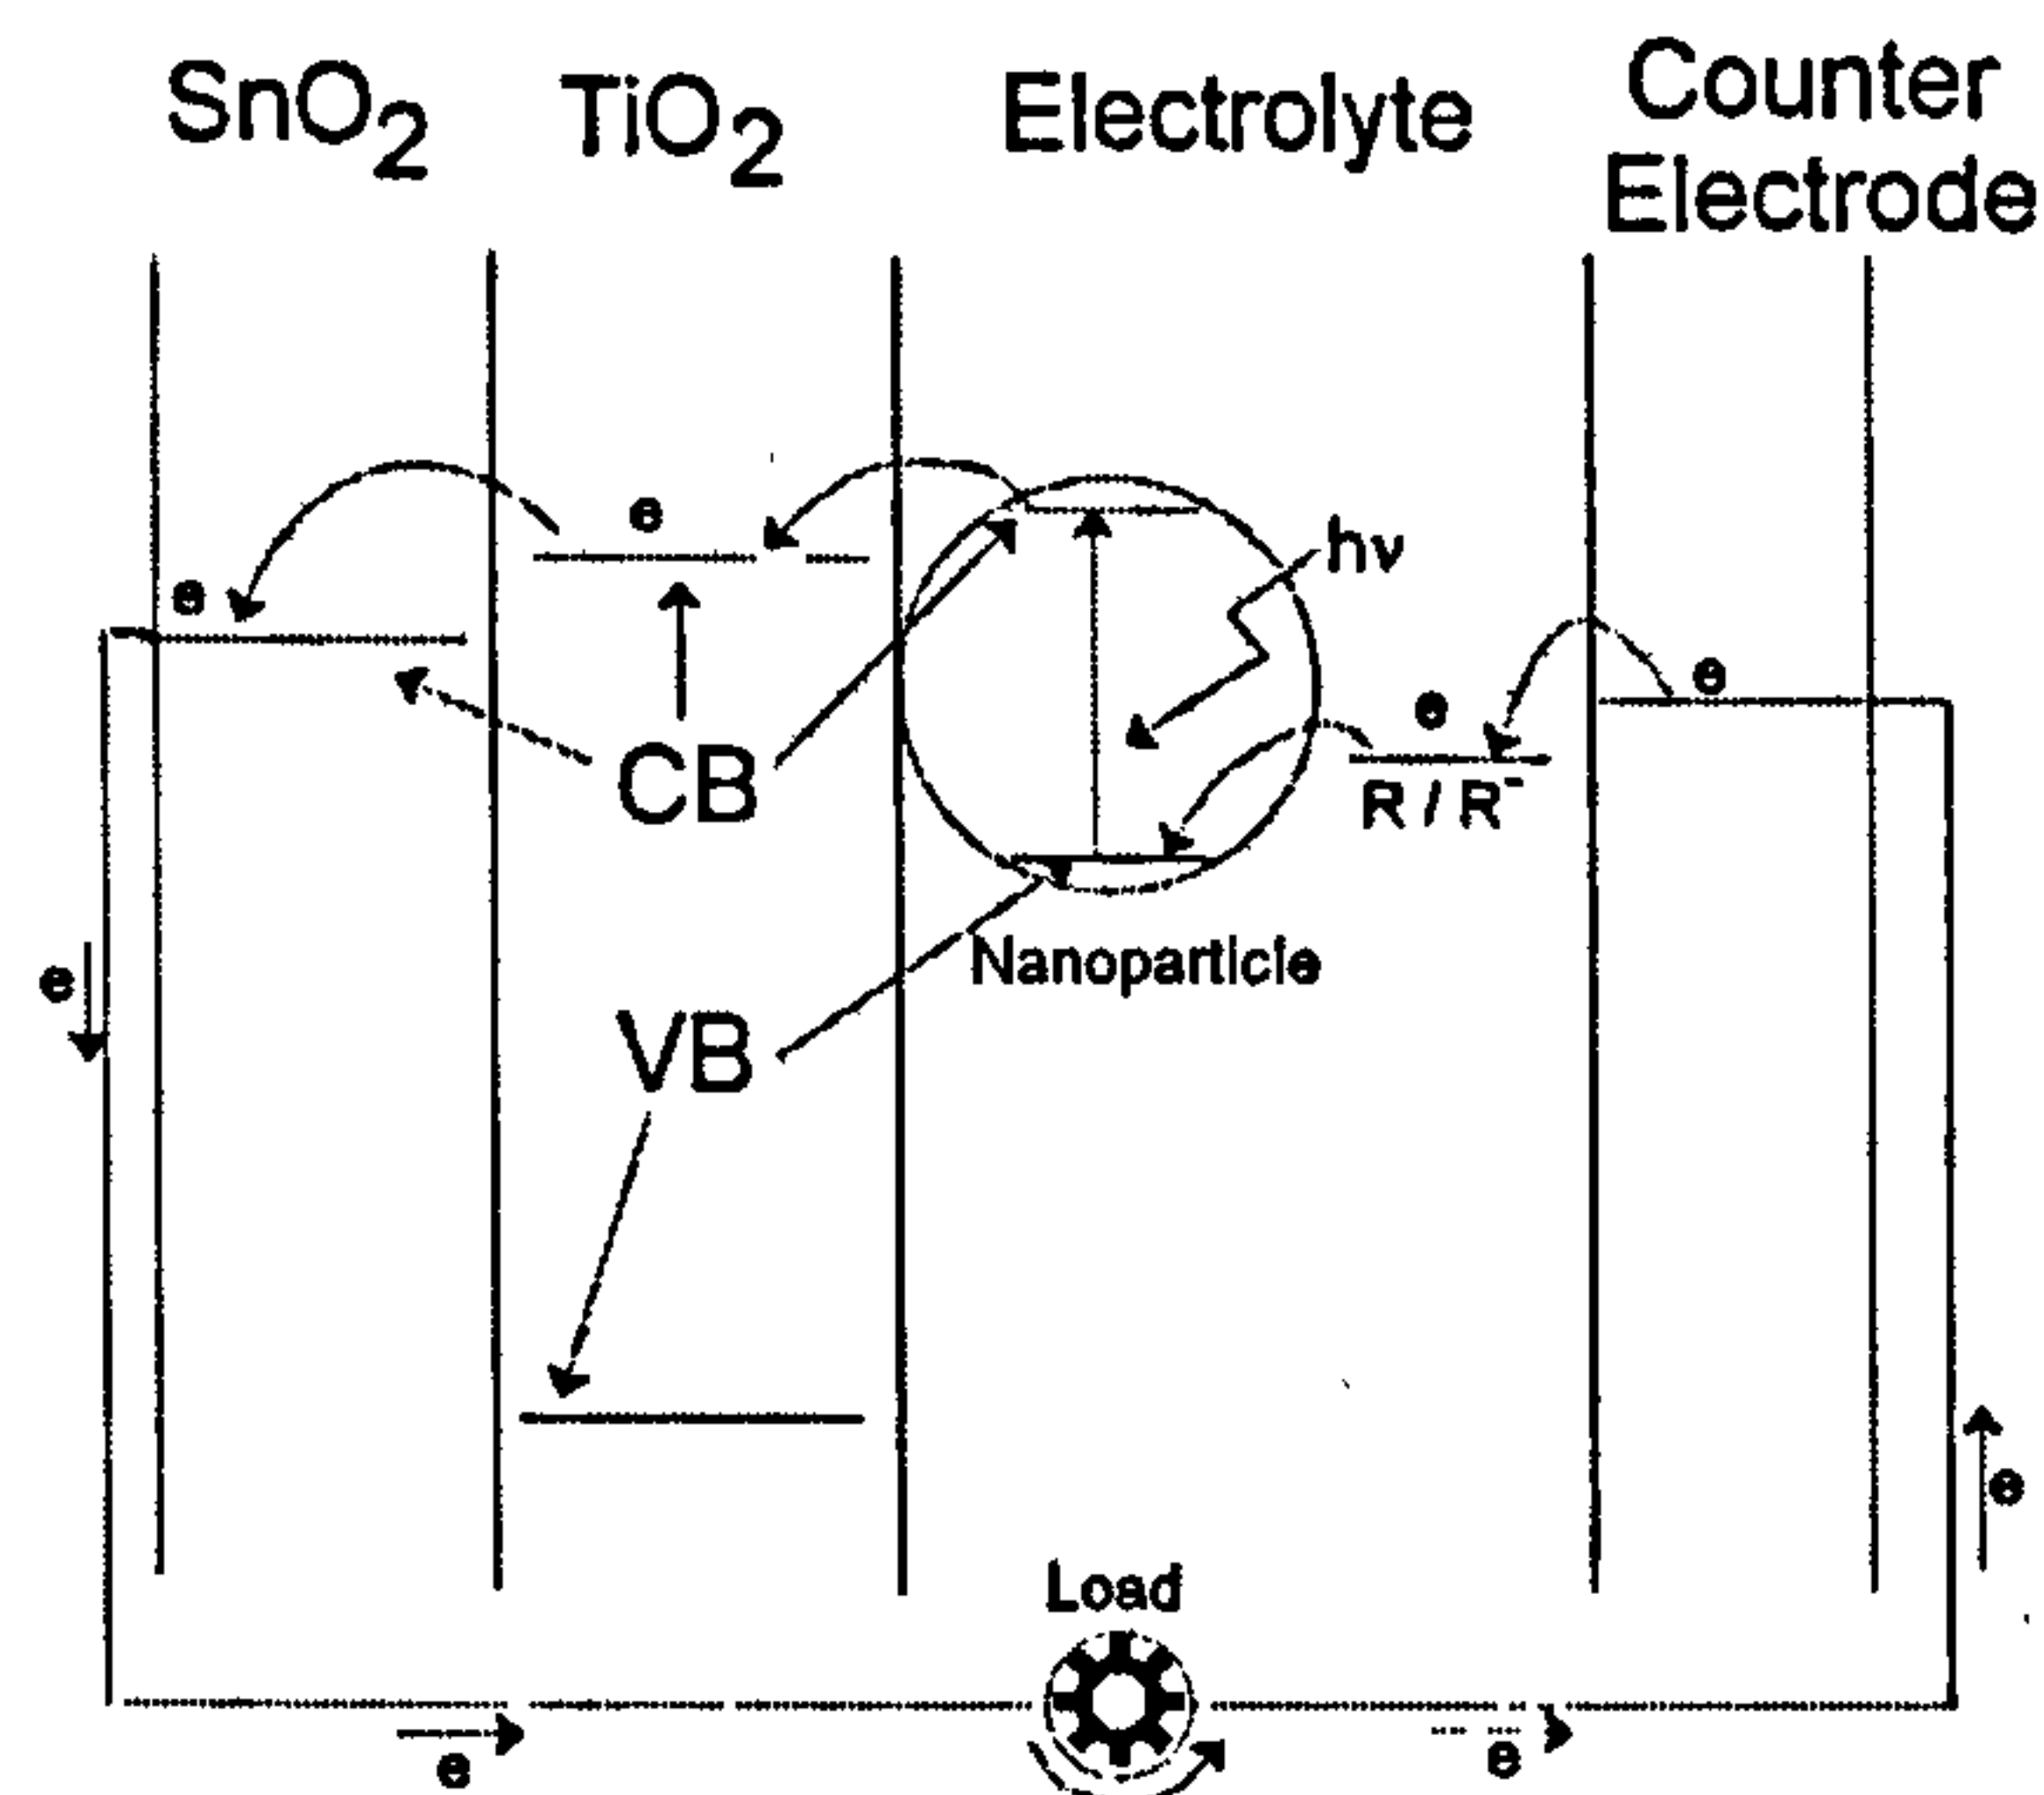 SnO2 TiO2 Electrolyte Counter Electrode
e
e
hν
e
e
CB
R / R-
Nanoparticle
e
VB
e
Load
e
e